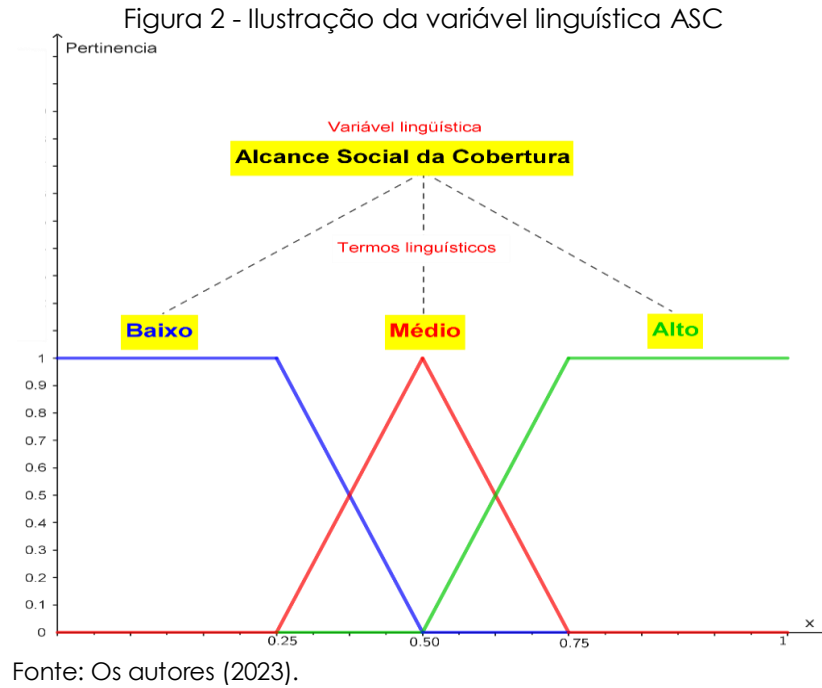 Figura 2 - Ilustração da variável linguística ASC
Pertinencia
Variável lingüística
Alcance Social da Cobertura
Termos linguísticos
Baixo
Médio
Alto
1
0.9
0.8
0.7
0.6
0.5
0.4
0.3
0.2
0.1
0
0.25
0.50
0.75
1
×
Fonte: Os autores (2023).